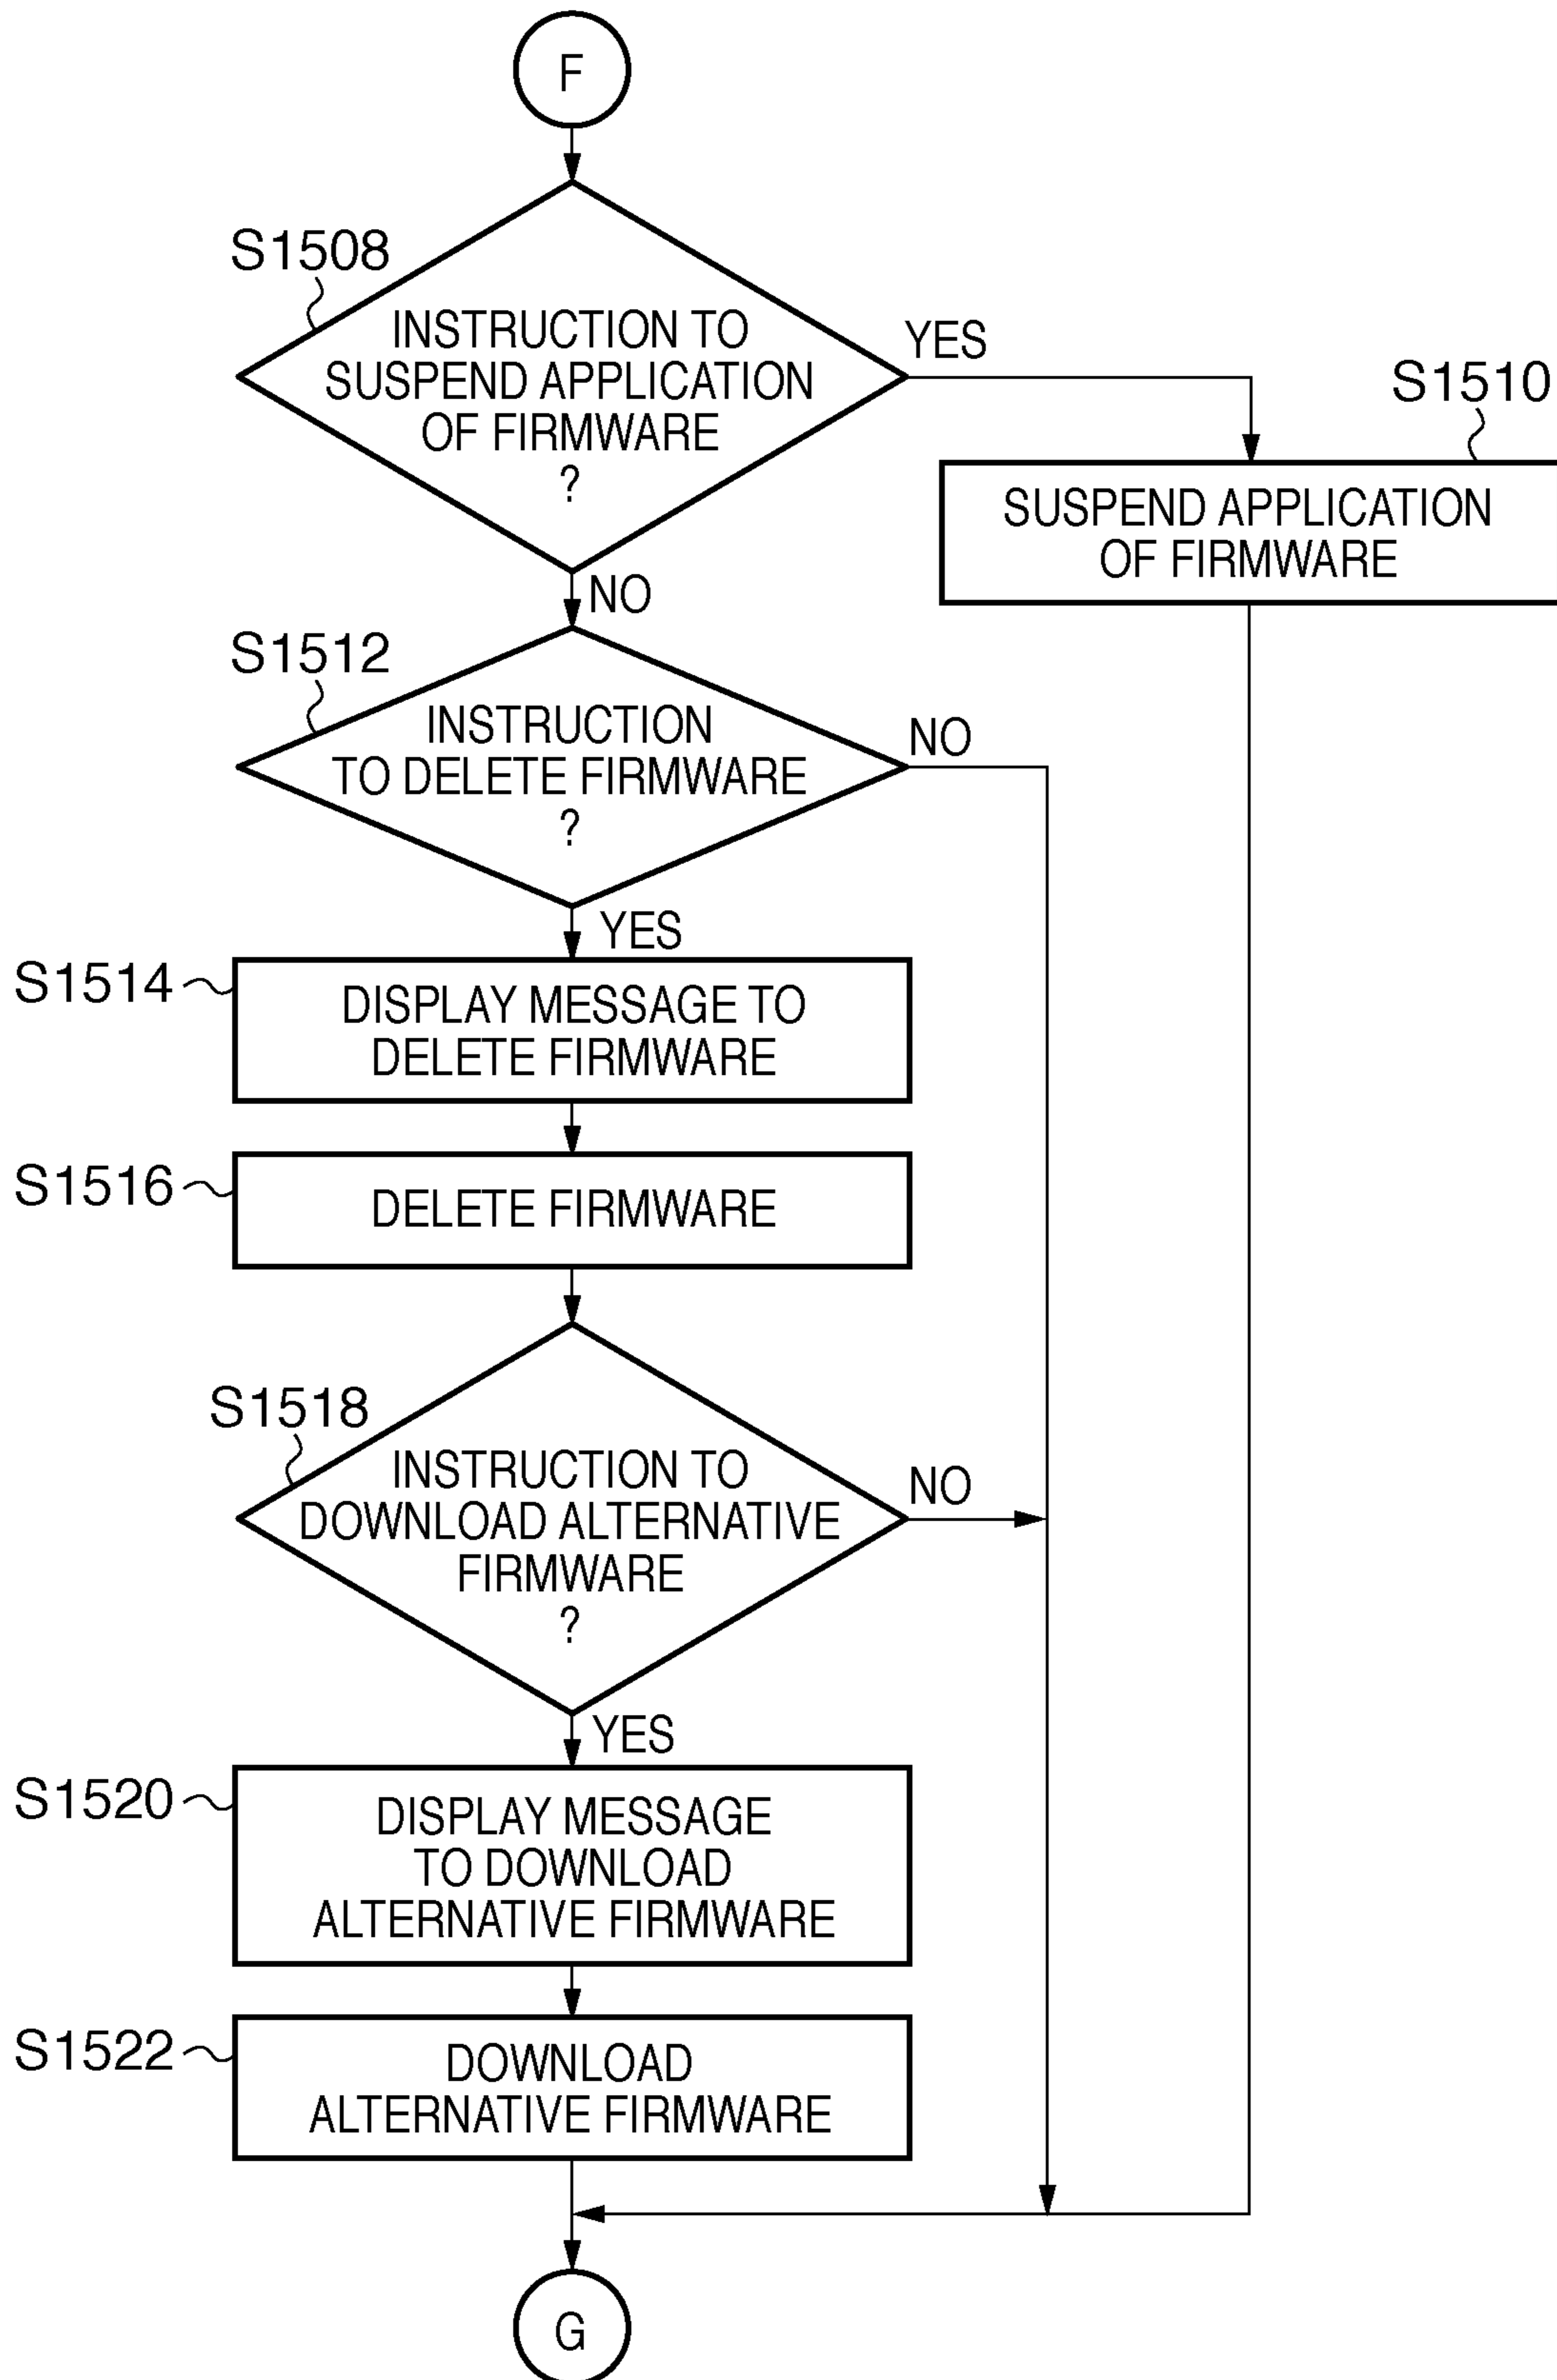 F
S1508
INSTRUCTION TO
SUSPEND APPLICATION
OF FIRMWARE
?
YES
S1510
SUSPEND APPLICATION
OF FIRMWARE
NO
S1512
INSTRUCTION
TO DELETE FIRMWARE
?
NO
YES
S1514
DISPLAY MESSAGE TO
DELETE FIRMWARE
S1516
DELETE FIRMWARE
S1518
INSTRUCTION TO
DOWNLOAD ALTERNATIVE
FIRMWARE
?
NO
YES
S1520
DISPLAY MESSAGE
TO DOWNLOAD
ALTERNATIVE FIRMWARE
S1522
DOWNLOAD
ALTERNATIVE FIRMWARE
G